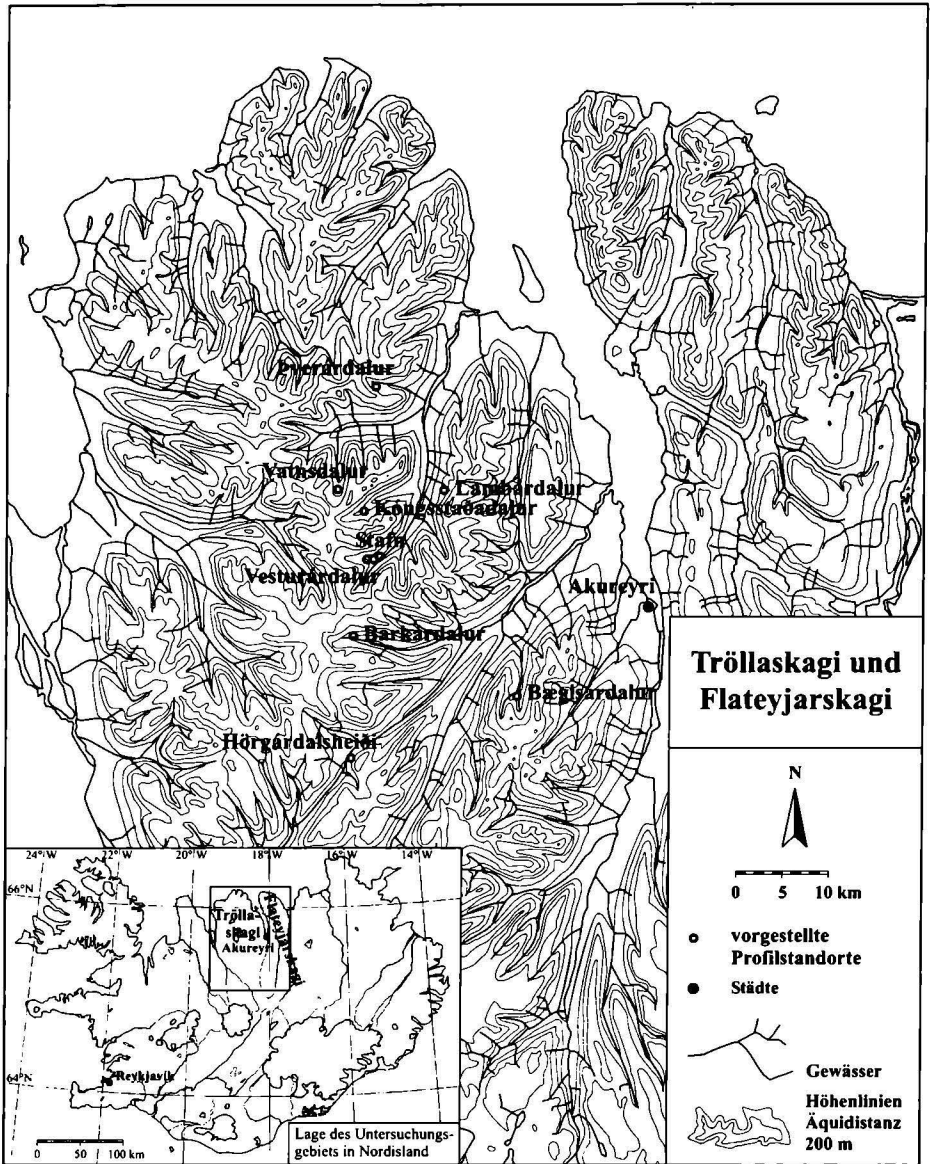 Þverárdalur
Vatnsdalur
Lambárdalur
Kóngsstaðadalur
Stafn
Vesturárdalur
Akureyri
Barkárdalur
Bægisárdalur
Hörgárdalsheiði
Tröllaskagi und
Flateyjarskagi
N
0 5 10 km
vorgestellte
Profilstandorte
Städte
Gewässer
Höhenlinien
Äquidistanz
200 m
24°W 22°W 20°W 18°W 16°W 14°W
66°N
Trölla-
skagi
Akureyri
Flateyjarskagi
Reykjavík
64°N
0 50 100 km
Lage des Untersuchungs-
gebiets in Nordisland